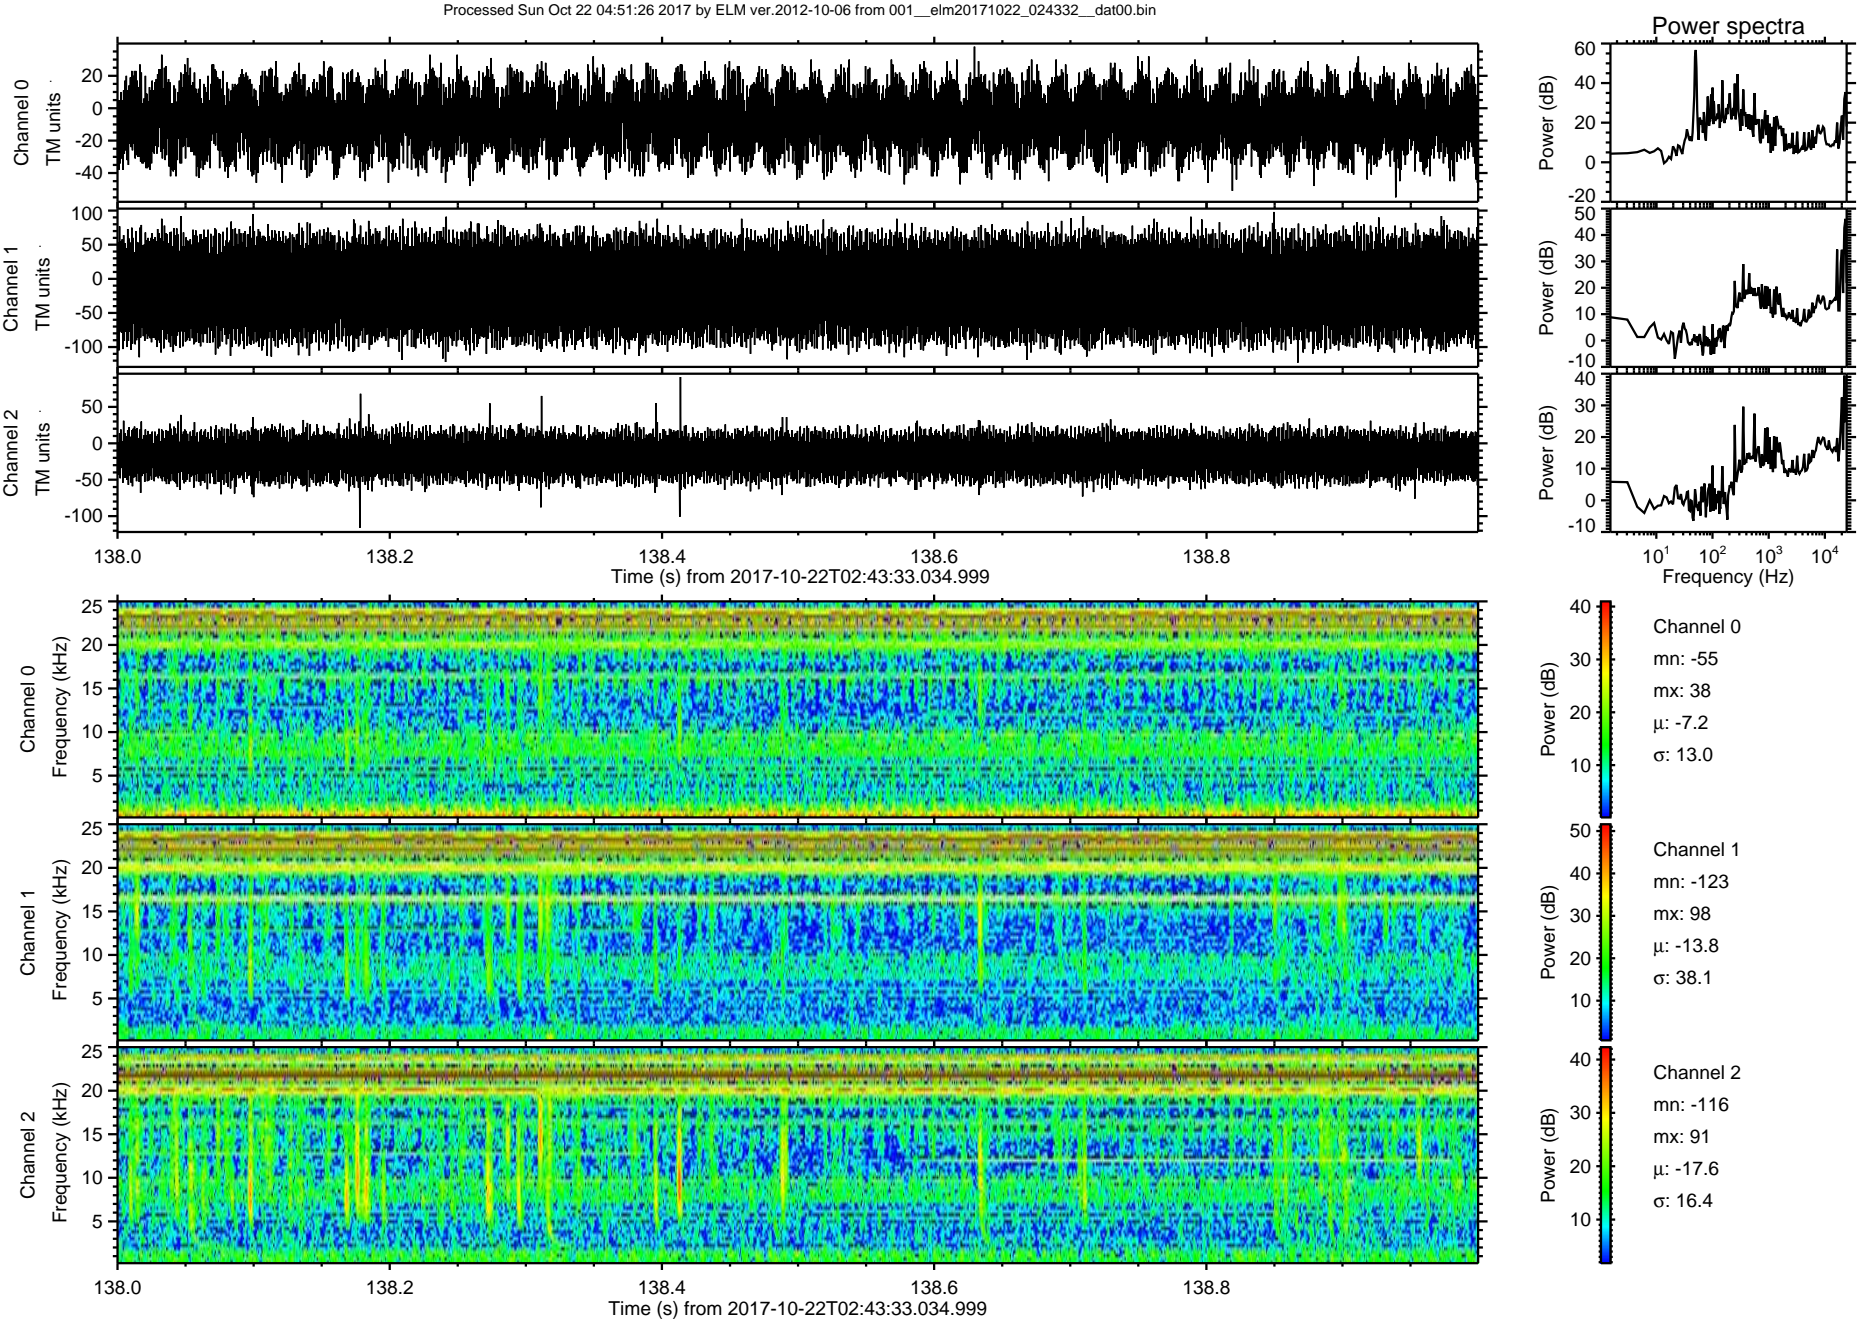 Processed Sun Oct 22 04:51:26 2017 by ELM ver.2012-10-06 from 001__elm20171022_024332__dat00.bin
Power spectra
Channel 0
TM units
20
0
-20
-40
Power (dB)
60
40
20
0
-20
Channel 1
TM units
100
50
0
-50
-100
Power (dB)
50
40
30
20
10
0
-10
Channel 2
TM units
50
0
-50
-100
Power (dB)
40
30
20
10
0
-10
138.0 138.2 138.4 138.6 138.8
Time (s) from 2017-10-22T02:43:33.034.999
10¹ 10² 10³ 10⁴
Frequency (Hz)
Channel 0
Frequency (kHz)
25
20
15
10
5
Power (dB)
40
30
20
10
Channel 0
mn: -55
mx: 38
µ: -7.2
σ: 13.0
Channel 1
Frequency (kHz)
25
20
15
10
5
Power (dB)
50
40
30
20
10
Channel 1
mn: -123
mx: 98
µ: -13.8
σ: 38.1
Channel 2
Frequency (kHz)
25
20
15
10
5
Power (dB)
40
30
20
10
Channel 2
mn: -116
mx: 91
µ: -17.6
σ: 16.4
138.0 138.2 138.4 138.6 138.8
Time (s) from 2017-10-22T02:43:33.034.999